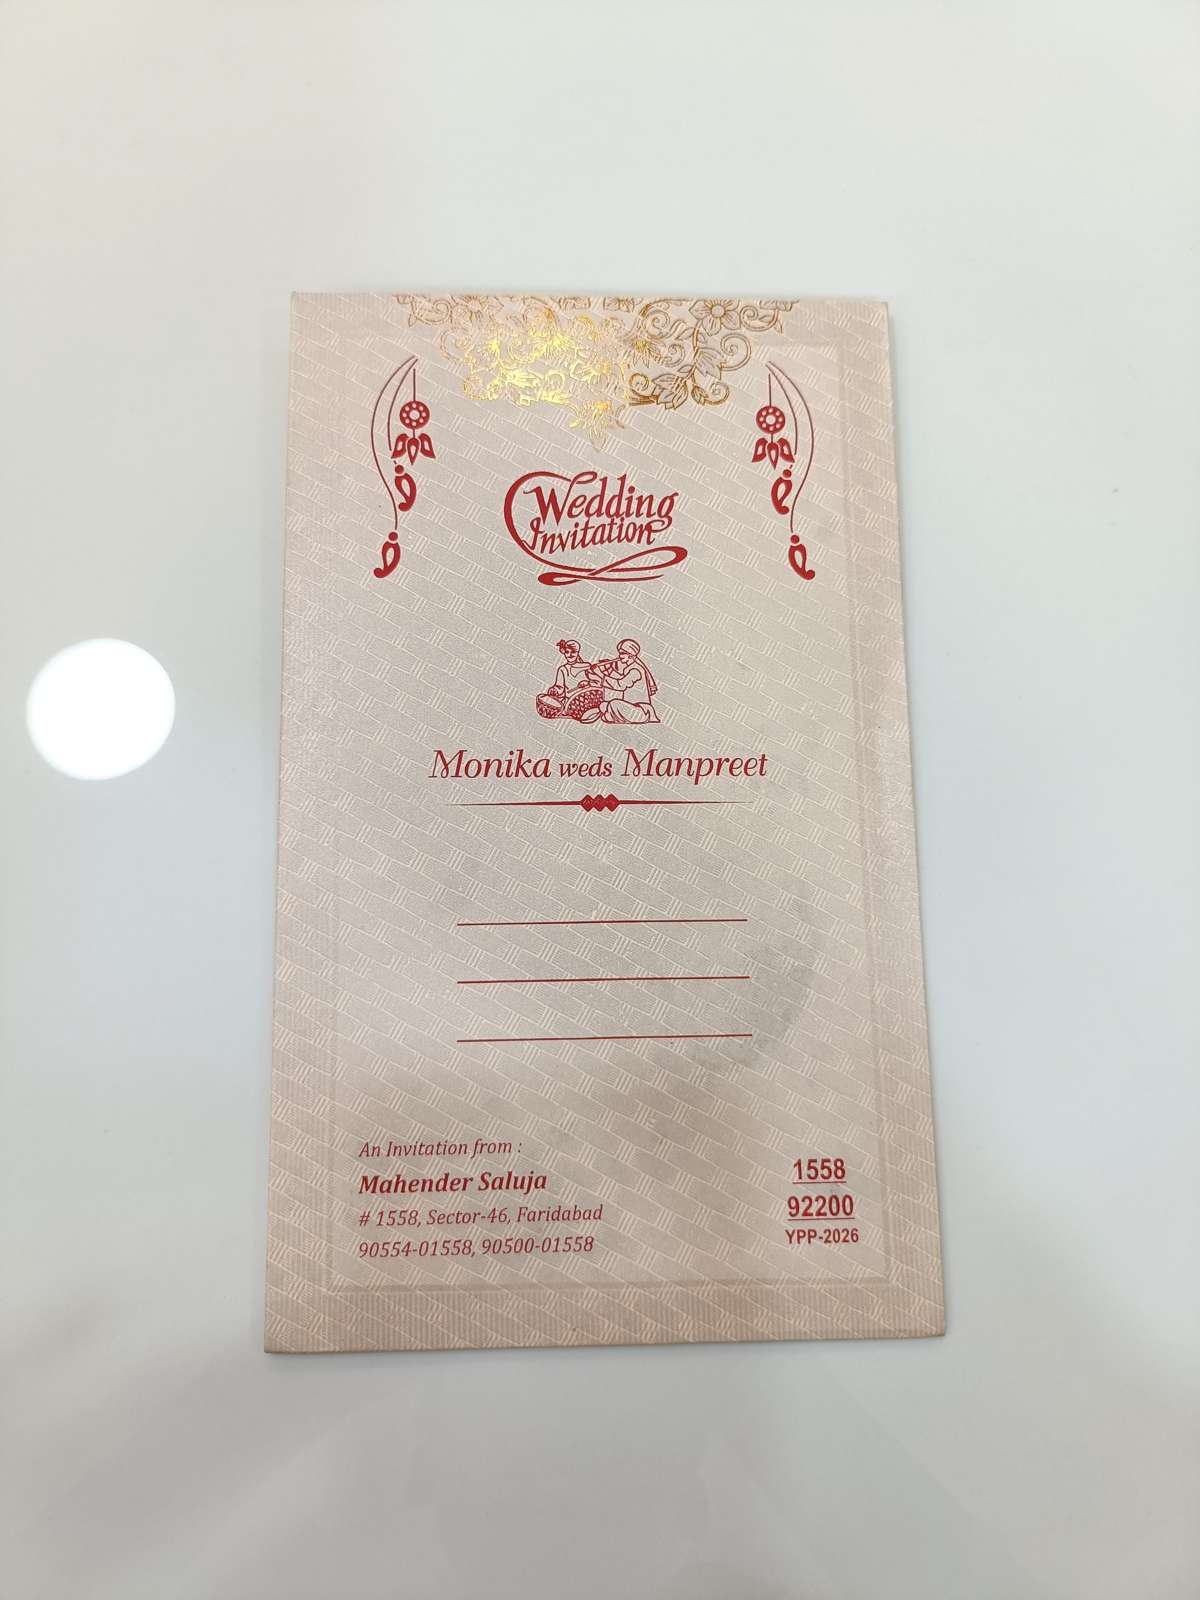 Wedding
Invitation
Monika weds Manpreet
An Invitation from :
Mahender Saluja
# 1558, Sector-46, Faridabad
90554-01558, 90500-01558
1558
92200
YPP-2026